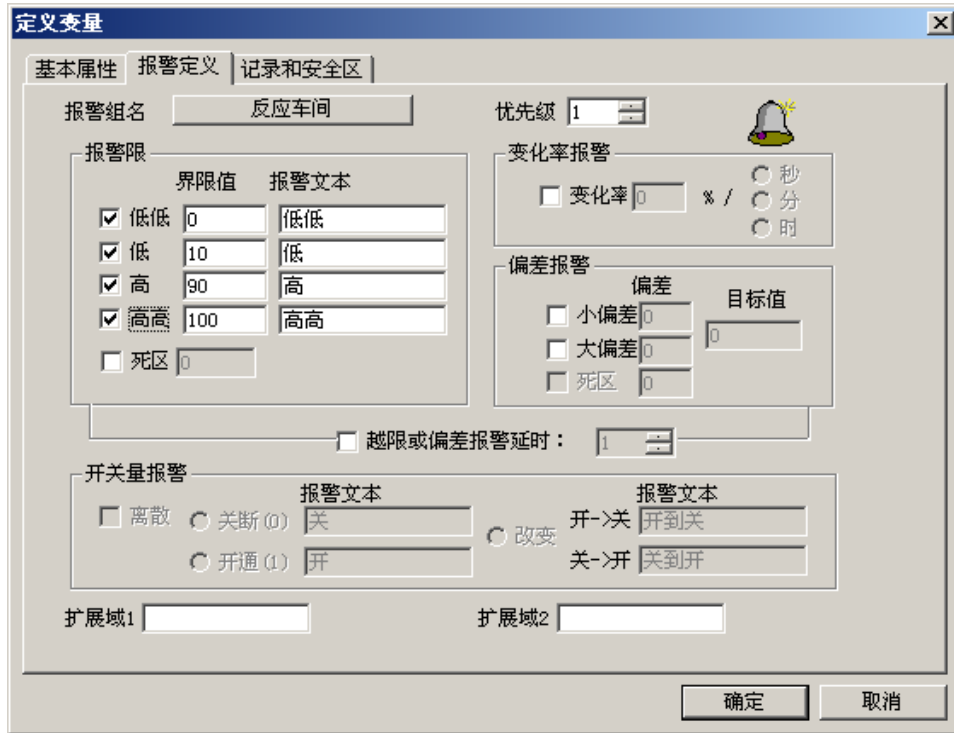 定义变量
基本属性 报警定义 记录和安全区
报警组名 反应车间 优先级 1
报警限
界限值 报警文本
低低 0 低低
低 10 低
高 90 高
高高 100 高高
死区 0
变化率报警
变化率 0 % /
秒
分
时
偏差报警
偏差 目标值
小偏差 0
大偏差 0
死区 0
0
越限或偏差报警延时： 1
开关量报警
报警文本 报警文本
离散 关断(0) 关 改变 开->关 开到关
开通(1) 开 关->开 关到开
扩展域1 扩展域2
确定 取消